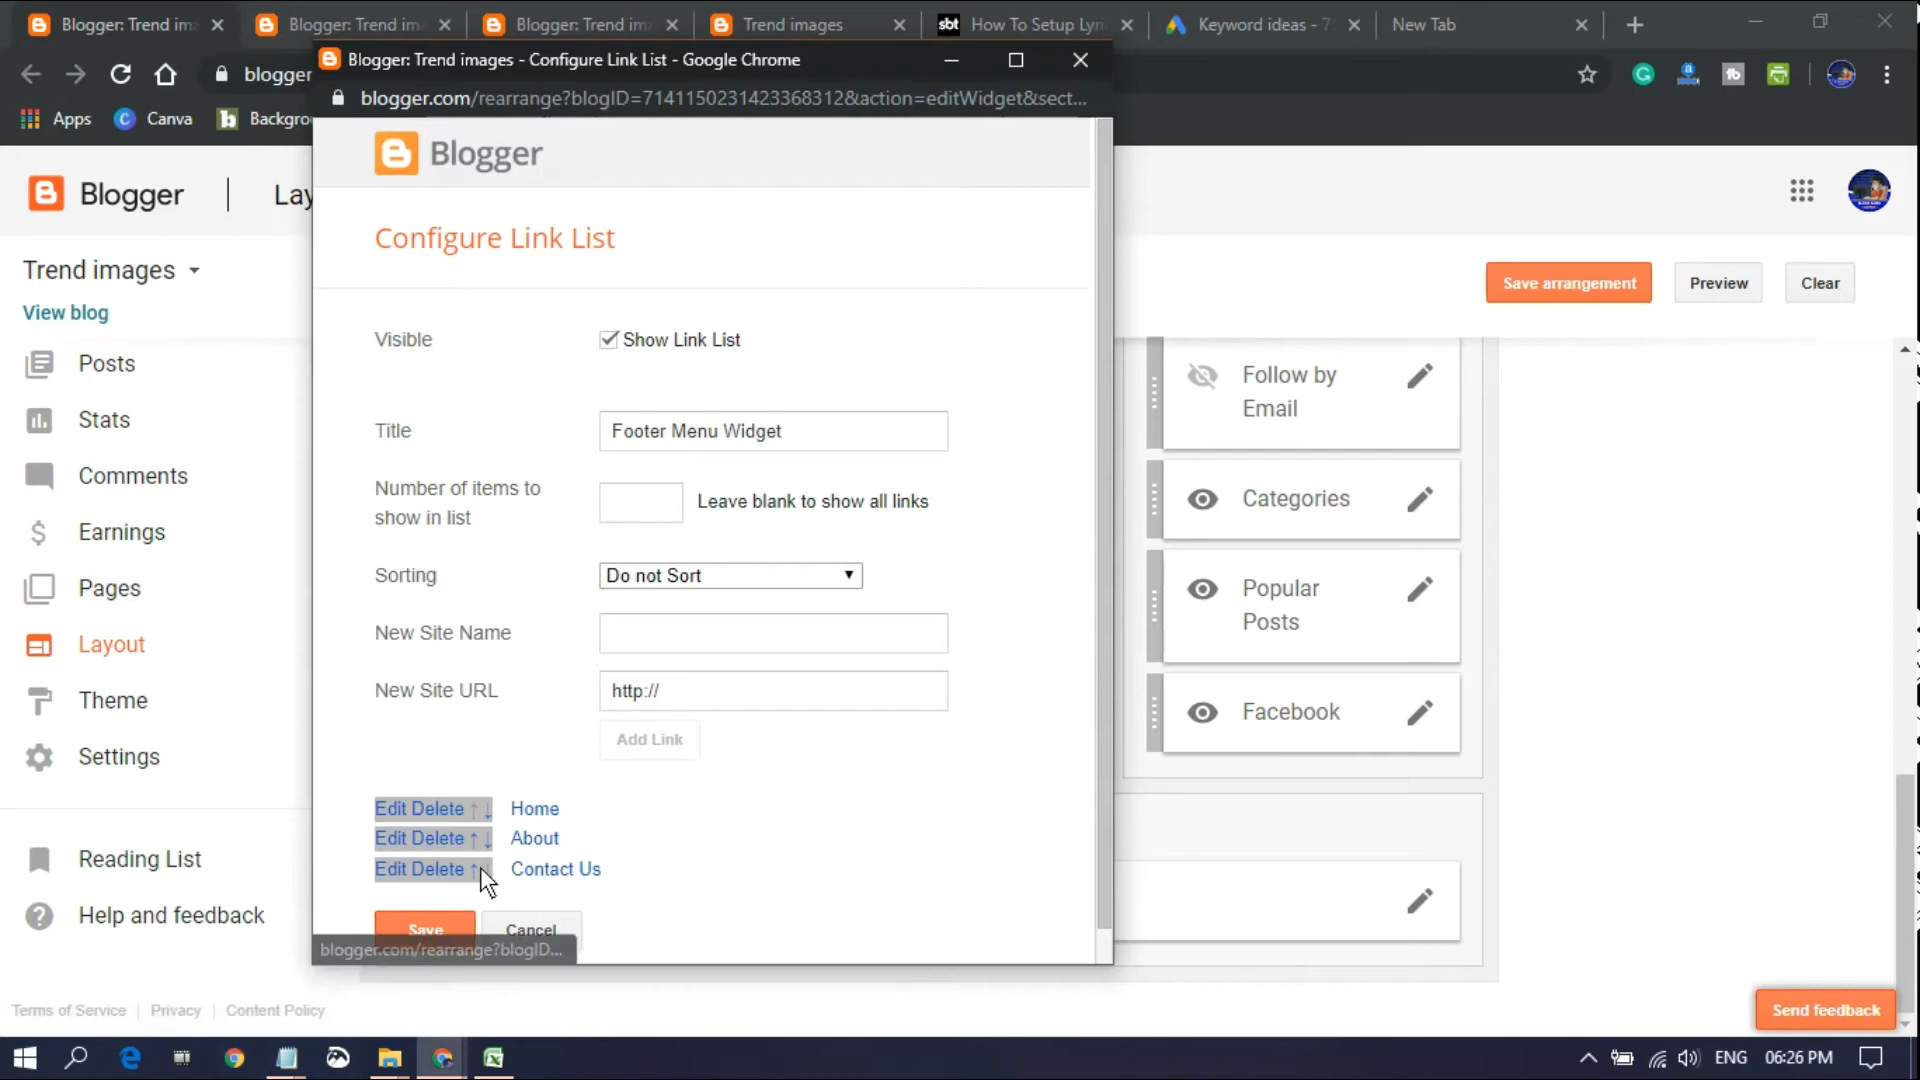 Blogger: Trend im
Blogger: Trend im
Blogger: Trend im
Trend images
sbt How To Setup Lyri
Keyword ideas - 7
New Tab
Blogger: Trend images - Configure Link List - Google Chrome
blogger
blogger.com/rearrange?blogID=7141150231423368312&action=editWidget&sect...
Apps
Canva
Backgro
Blogger
Blogger
Lay
Configure Link List
Trend images
View blog
Save arrangement
Preview
Clear
Posts
Stats
Comments
Earnings
Pages
Layout
Theme
Settings
Reading List
Help and feedback
Visible
Show Link List
Title
Footer Menu Widget
Number of items to
show in list
Leave blank to show all links
Sorting
Do not Sort
New Site Name
New Site URL
http://
Add Link
Edit Delete ↑ ↓ Home
Edit Delete ↑ ↓ About
Edit Delete ↑ Contact Us
Save
Cancel
blogger.com/rearrange?blogID...
Follow by
Email
Categories
Popular
Posts
Facebook
Terms of Service
Privacy
Content Policy
Send feedback
ENG
06:26 PM